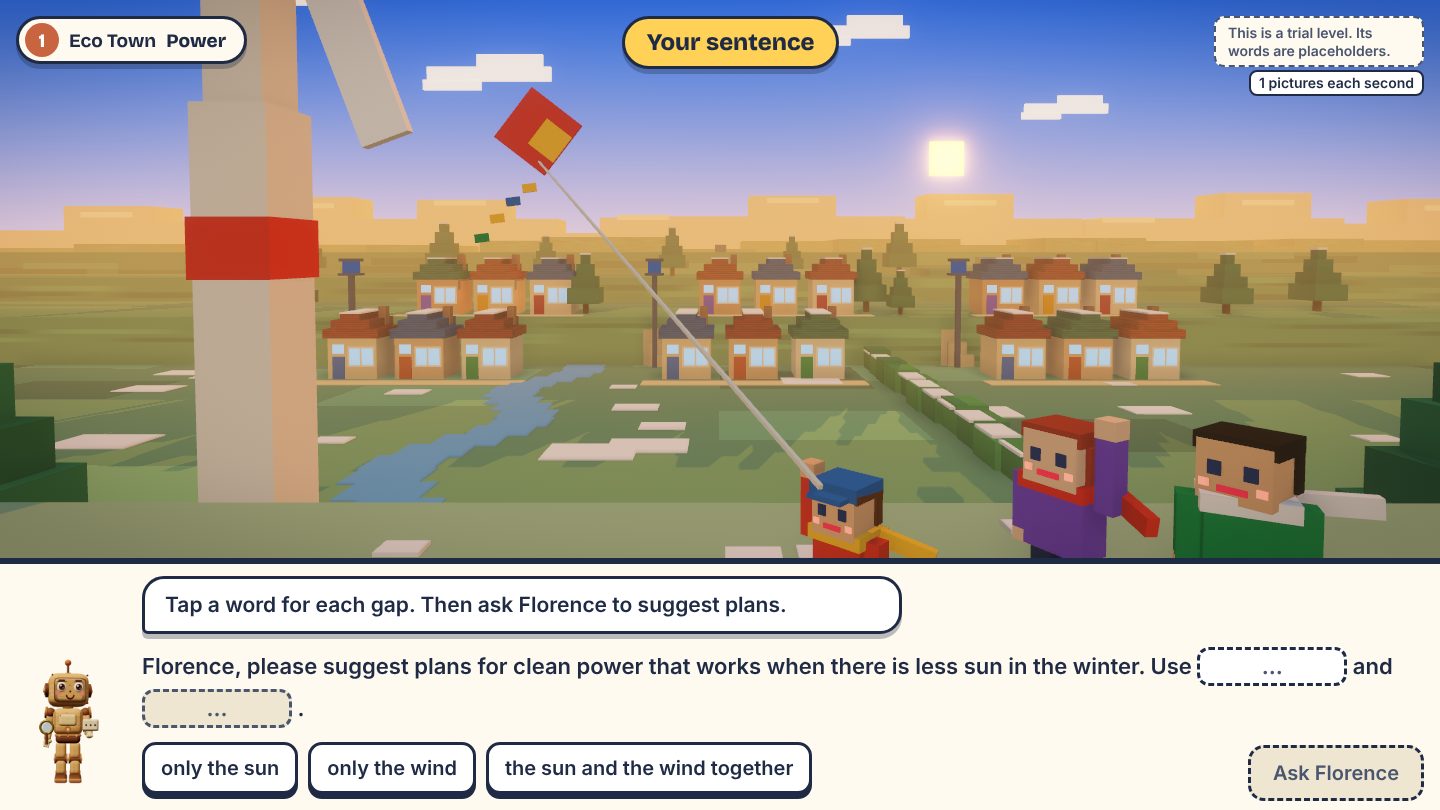 1 Eco Town Power
Your sentence
This is a trial level. Its
words are placeholders.
1 pictures each second
Tap a word for each gap. Then ask Florence to suggest plans.
Florence, please suggest plans for clean power that works when there is less sun in the winter. Use ... and
... .
only the sun
only the wind
the sun and the wind together
Ask Florence